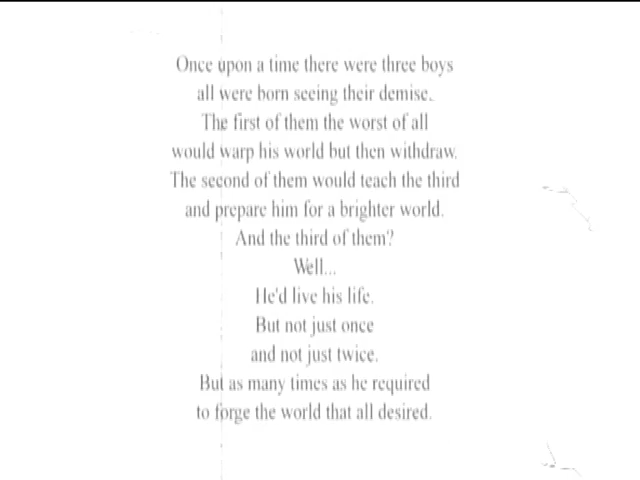 Once upon a time there were three boys
all were born seeing their demise.
The first of them the worst of all
would warp his world but then withdraw.
The second of them would teach the third
and prepare him for a brighter world.
And the third of them?
Well...
He'd live his life.
But not just once
and not just twice.
But as many times as he required
to forge the world that all desired.